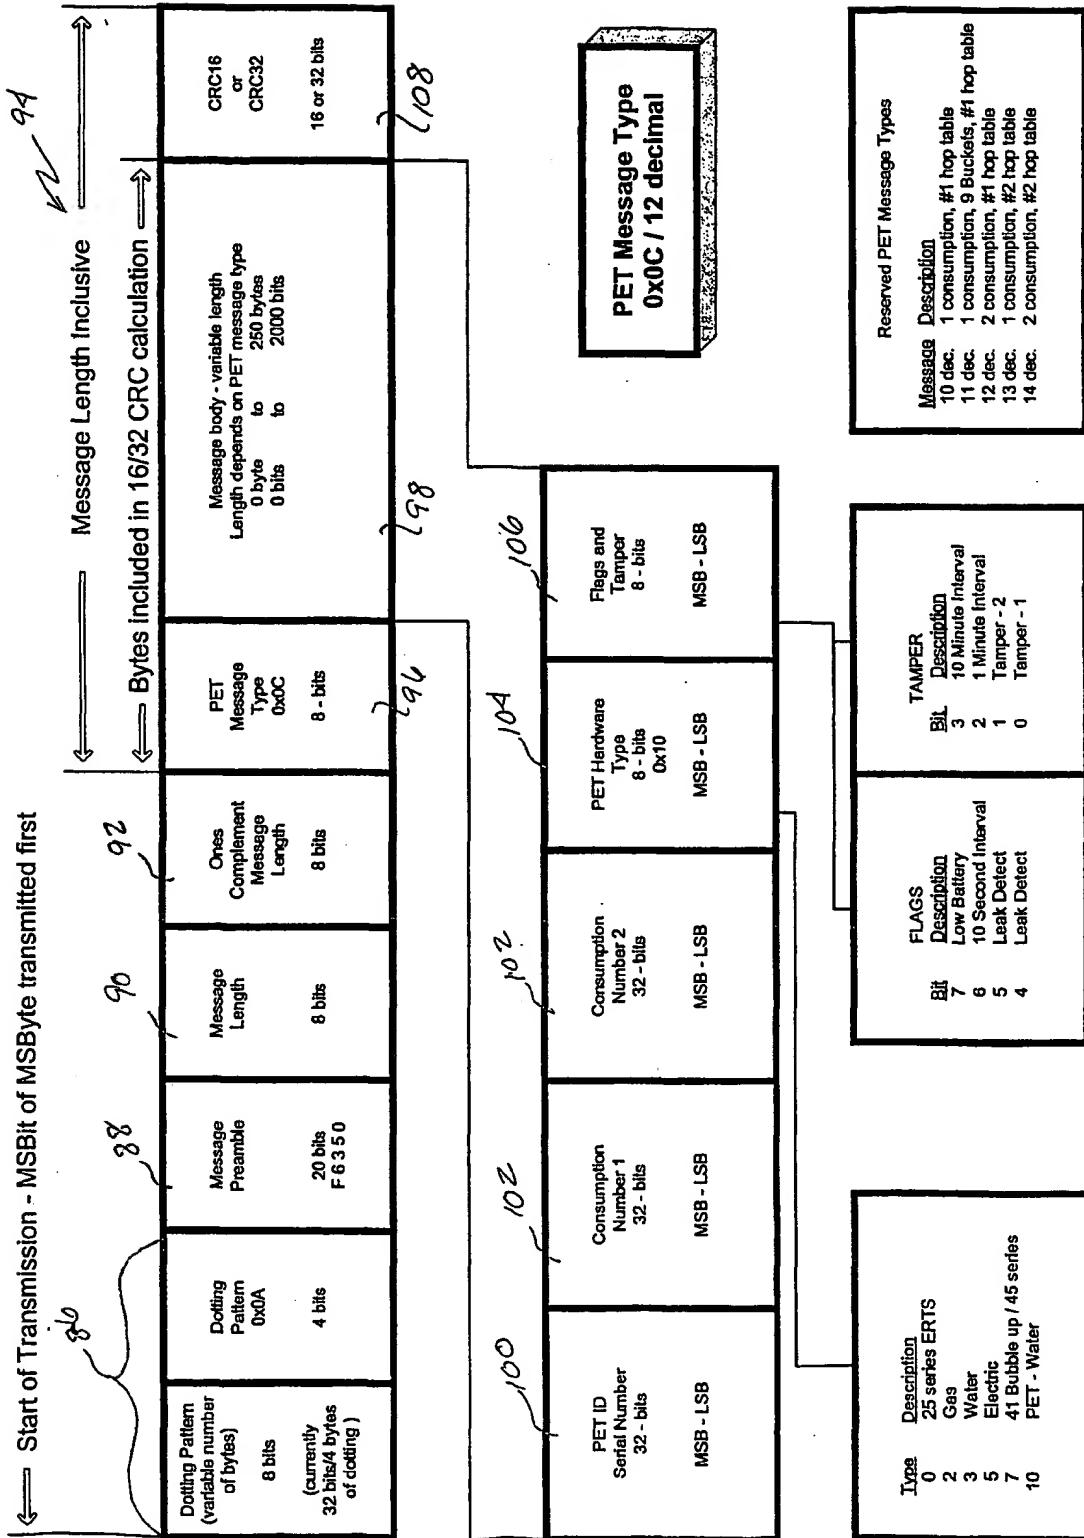 Start of Transmission - MSBit of MSByte transmitted first
Message Length Inclusive
94
Bytes included in 16/32 CRC calculation
86
88
90
92
Dotting Pattern
(variable number
of bytes)
8 bits
(currently
32 bits/4 bytes
of dotting )
Dotting
Pattern
0x0A
4 bits
Message
Preamble
20 bits
F 6 3 5 0
Message
Length
8 bits
Ones
Complement
Message
Length
8 bits
PET
Message
Type
0x0C
8 - bits
96
Message body - variable length
Length depends on PET message type
0 byte to 250 bytes
0 bits to 2000 bits
98
CRC16
or
CRC32
16 or 32 bits
108
100
PET ID
Serial Number
32 - bits
MSB - LSB
102
Consumption
Number 1
32 - bits
MSB - LSB
102
Consumption
Number 2
32 - bits
MSB - LSB
104
PET Hardware
Type
8 - bits
0x10
MSB - LSB
106
Flags and
Tamper
8 - bits
MSB - LSB
PET Message Type
0x0C / 12 decimal
Type Description
0 25 series ERTS
2 Gas
3 Water
5 Electric
7 41 Bubble up / 45 series
10 PET - Water
FLAGS
Bit Description
7 Low Battery
6 10 Second Interval
5 Leak Detect
4 Leak Detect
TAMPER
Bit Description
3 10 Minute Interval
2 1 Minute Interval
1 Tamper - 2
0 Tamper - 1
Reserved PET Message Types
Message Description
10 dec. 1 consumption, #1 hop table
11 dec. 1 consumption, 9 Buckets, #1 hop table
12 dec. 2 consumption, #1 hop table
13 dec. 1 consumption, #2 hop table
14 dec. 2 consumption, #2 hop table